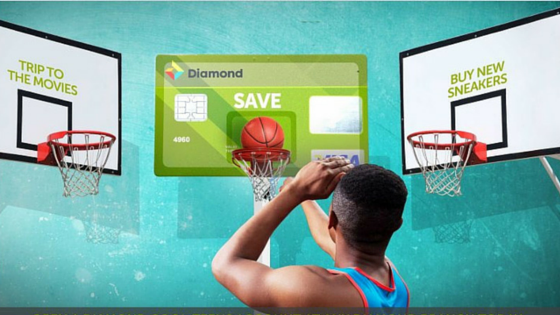 TRIP TO
THE MOVIES
Diamond
SAVE
4960
VISA
BUY NEW
SNEAKERS